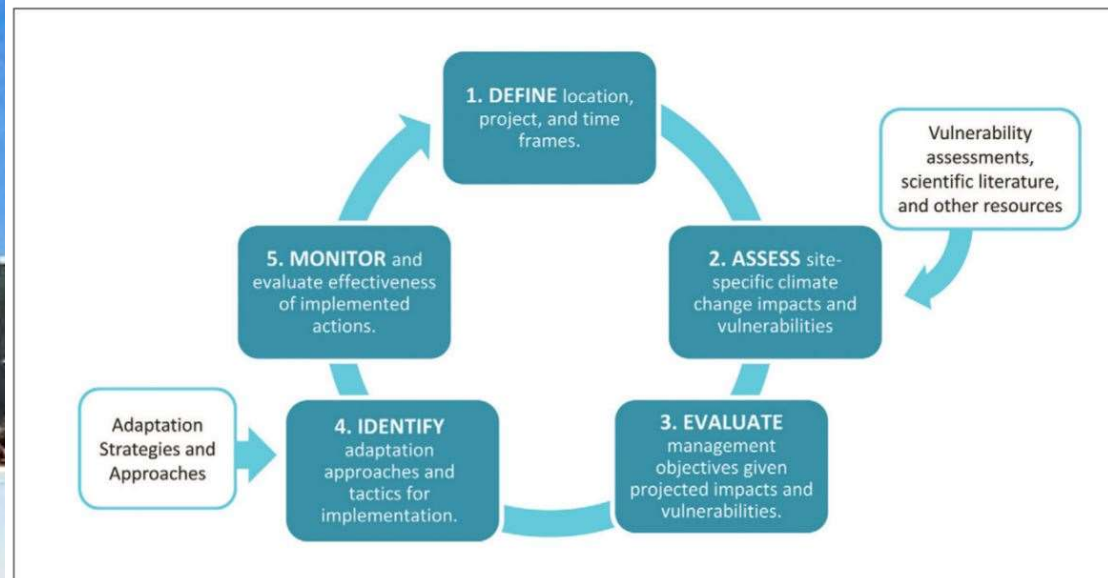 1. DEFINE location,
project, and time
frames.
Vulnerability
assessments,
scientific literature,
and other resources
2. ASSESS site-
specific climate
change impacts and
vulnerabilities
3. EVALUATE
management
objectives given
projected impacts and
vulnerabilities.
4. IDENTIFY
adaptation
approaches and
tactics for
implementation.
Adaptation
Strategies and
Approaches
5. MONITOR and
evaluate effectiveness
of implemented
actions.